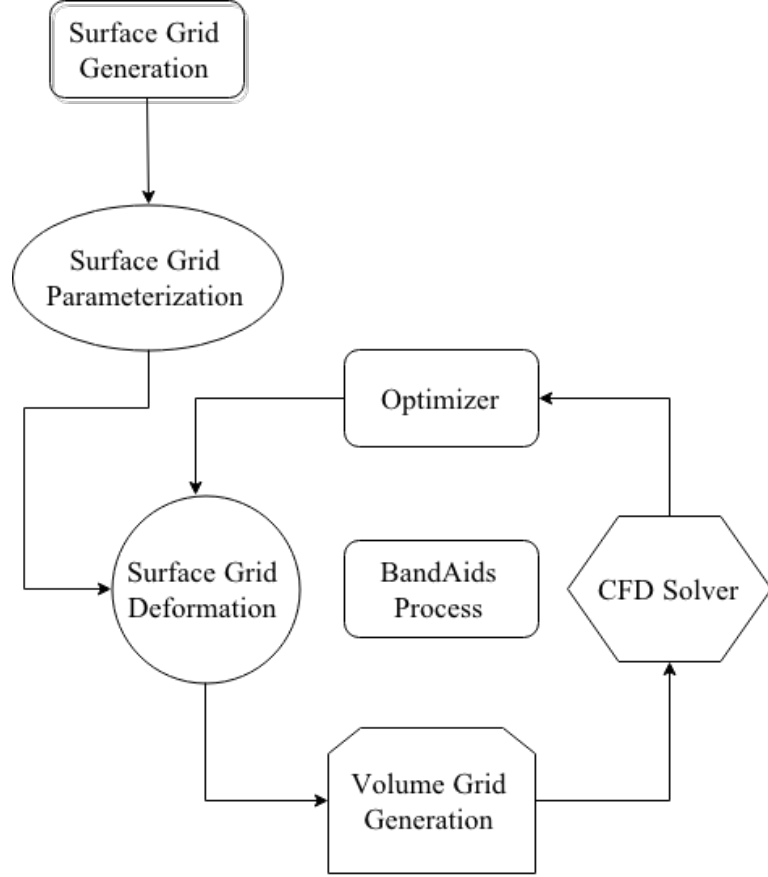 Surface Grid
Generation
Surface Grid
Parameterization
Optimizer
Surface Grid
Deformation
BandAids
Process
CFD Solver
Volume Grid
Generation